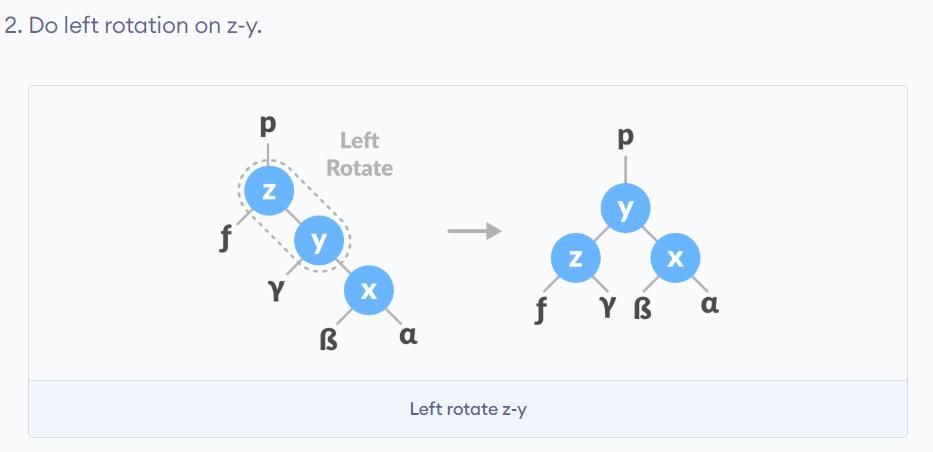 2. Do left rotation on z-y.
p
Left
Rotate
z
ƒ
y
γ
x
ß
α
p
y
z
x
ƒ
γ
ß
α
Left rotate z-y